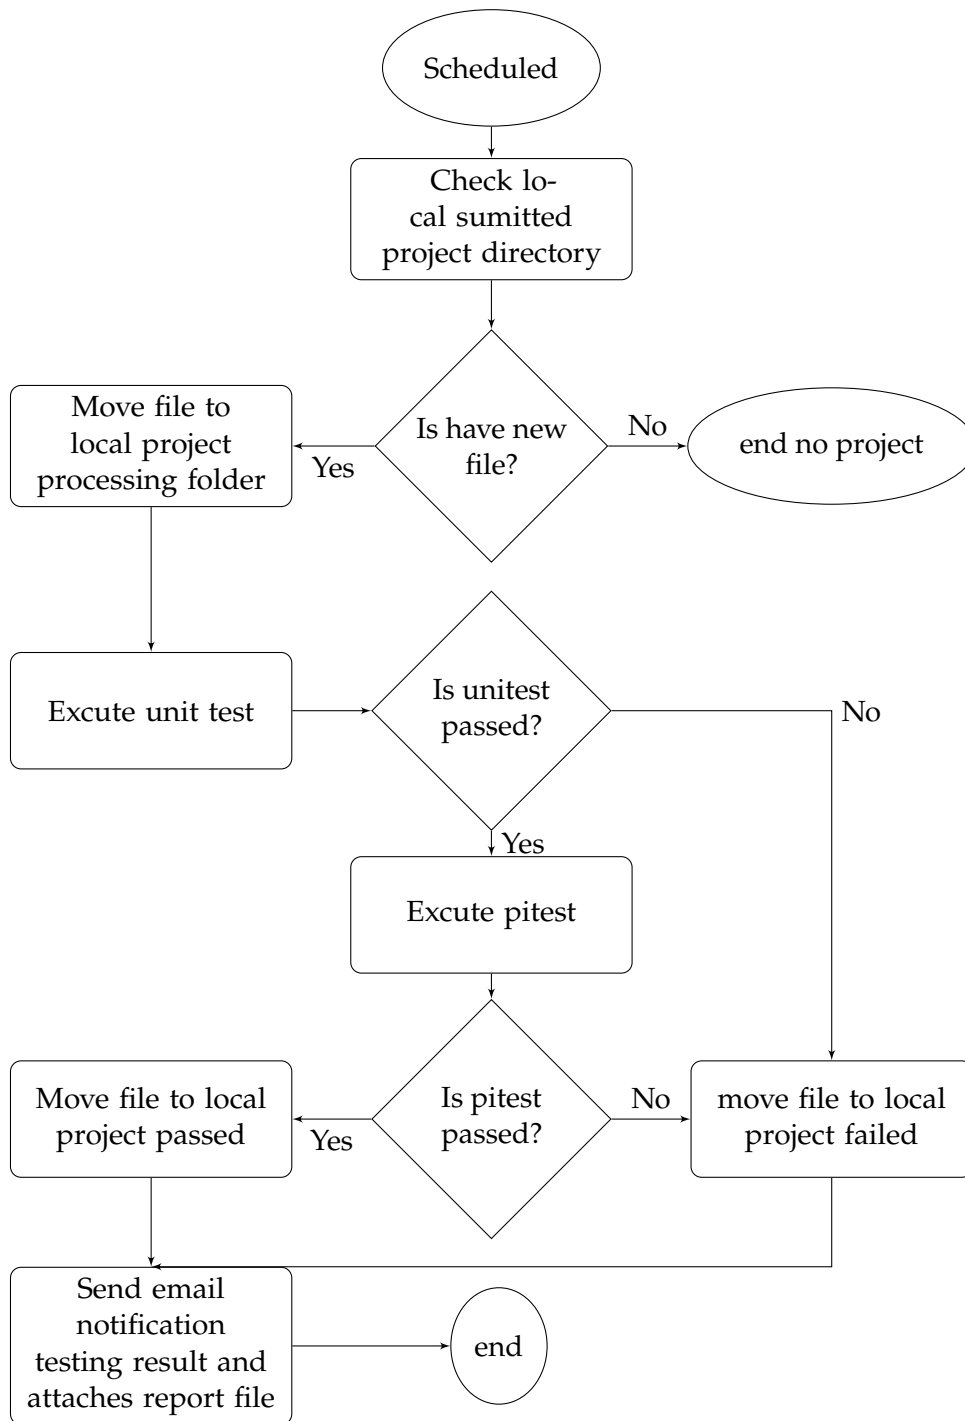 Scheduled
Check lo-
cal sumitted
project directory
Move file to
local project
processing folder
Yes
Is have new
file?
No
end no project
Excute unit test
Is unitest
passed?
No
Yes
Excute pitest
Move file to local
project passed
Yes
Is pitest
passed?
No
move file to local
project failed
Send email
notification
testing result and
attaches report file
end